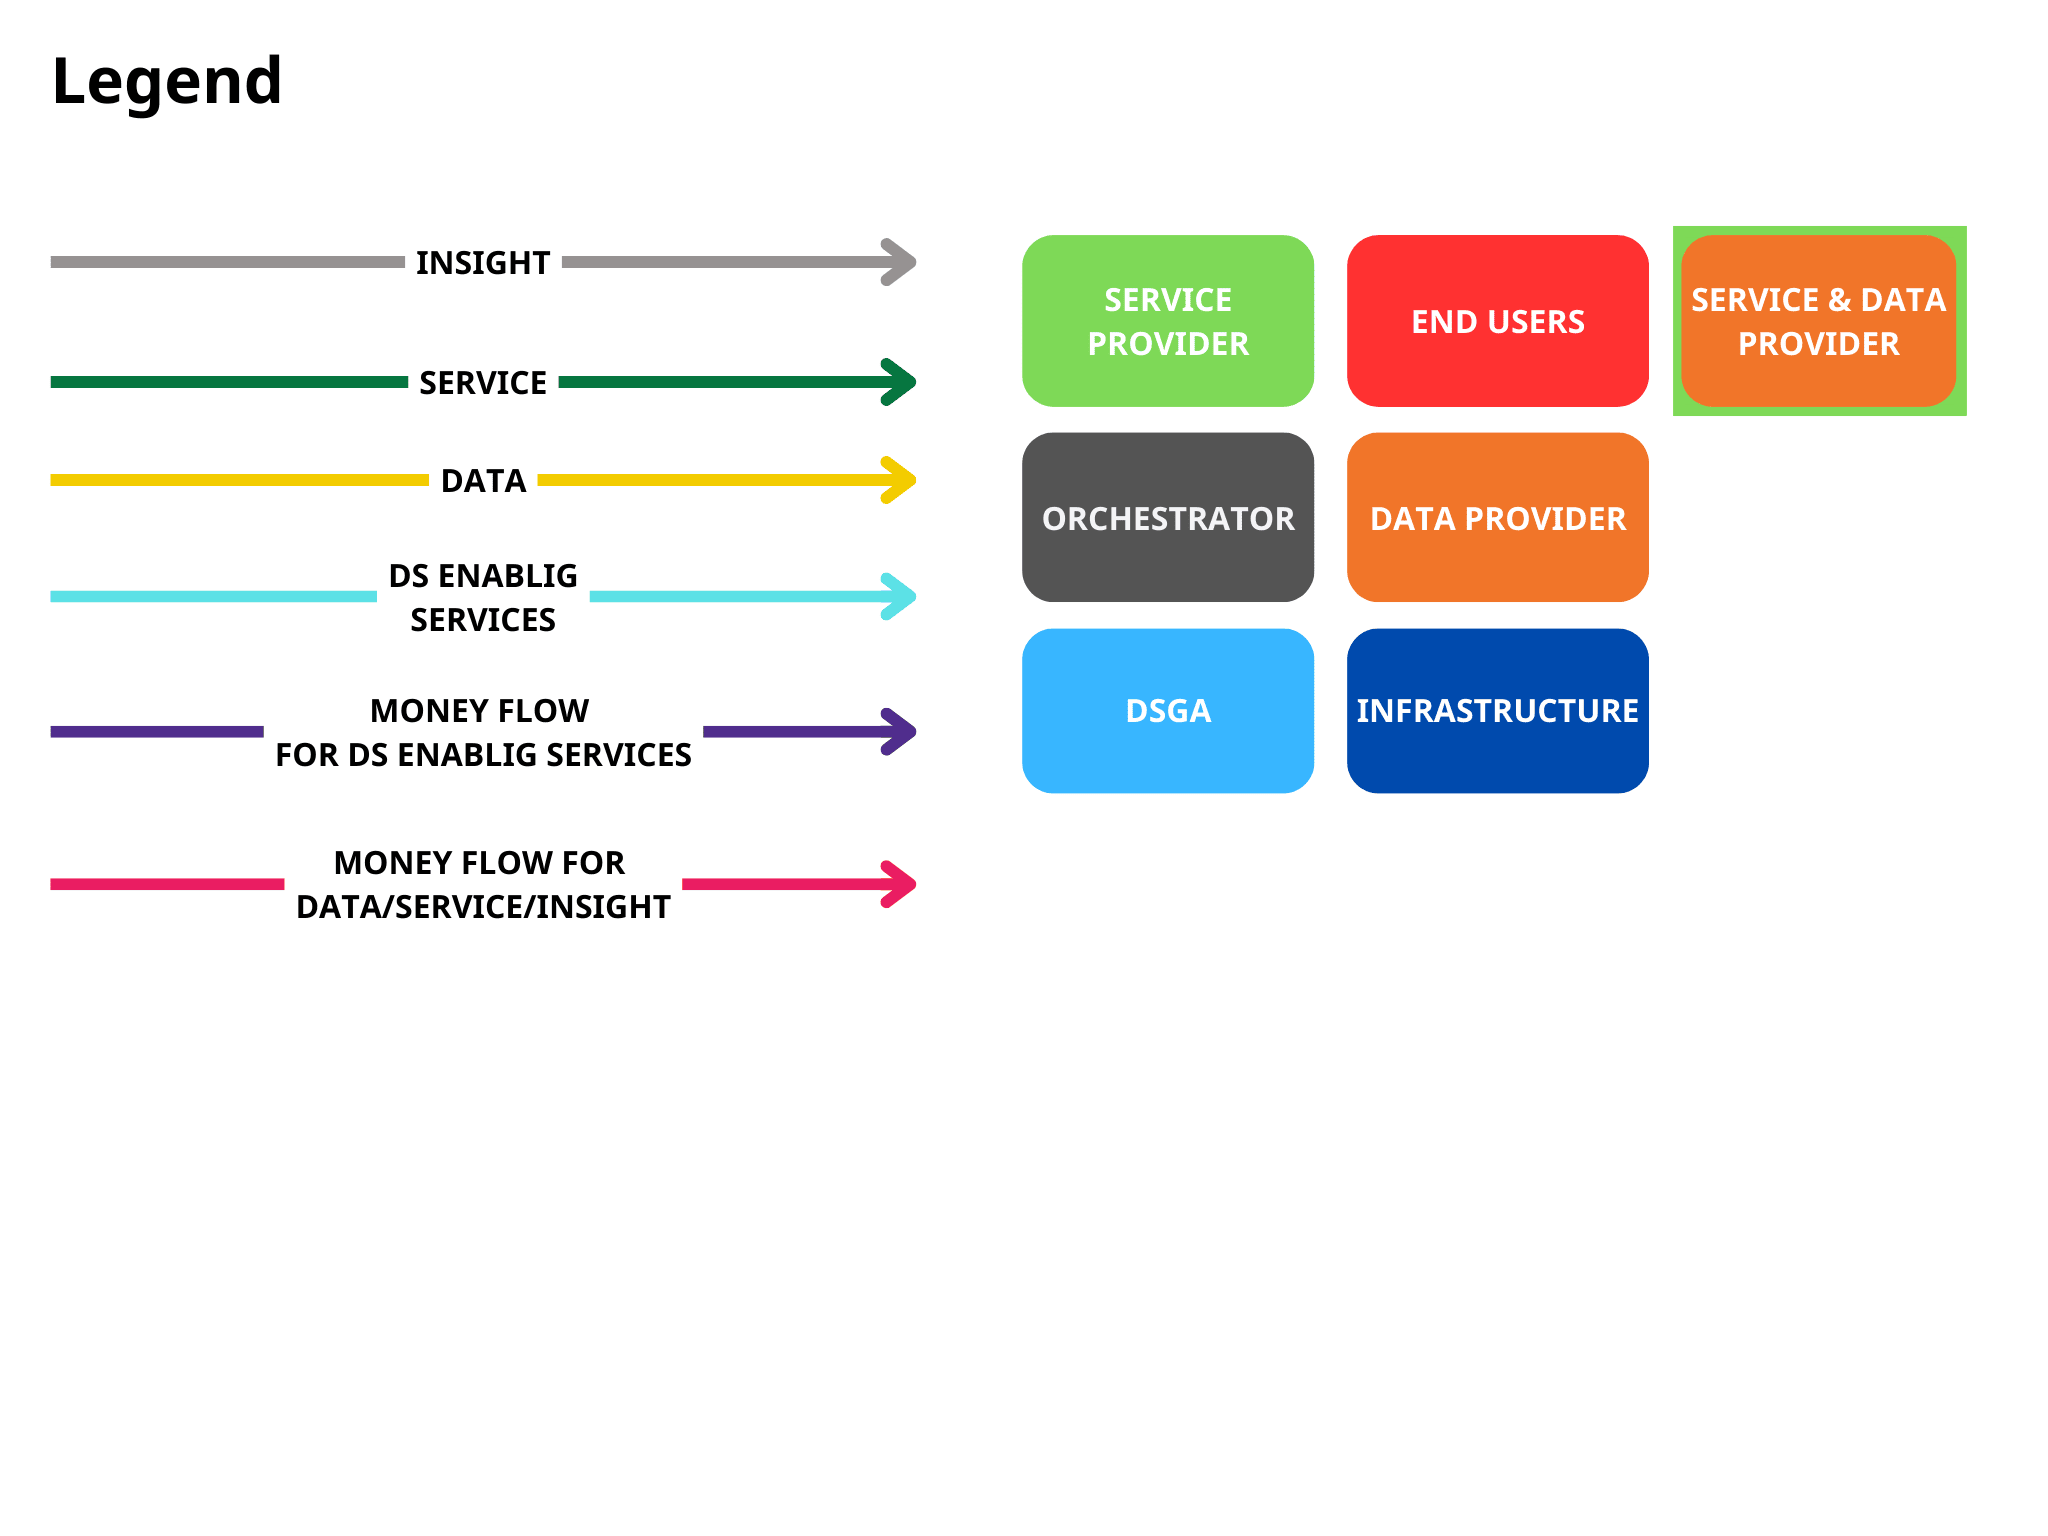 Legend
INSIGHT
SERVICE
DATA
DS ENABLIG
SERVICES
MONEY FLOW
FOR DS ENABLIG SERVICES
MONEY FLOW FOR
DATA/SERVICE/INSIGHT
SERVICE
PROVIDER
END USERS
SERVICE & DATA
PROVIDER
ORCHESTRATOR
DATA PROVIDER
DSGA
INFRASTRUCTURE